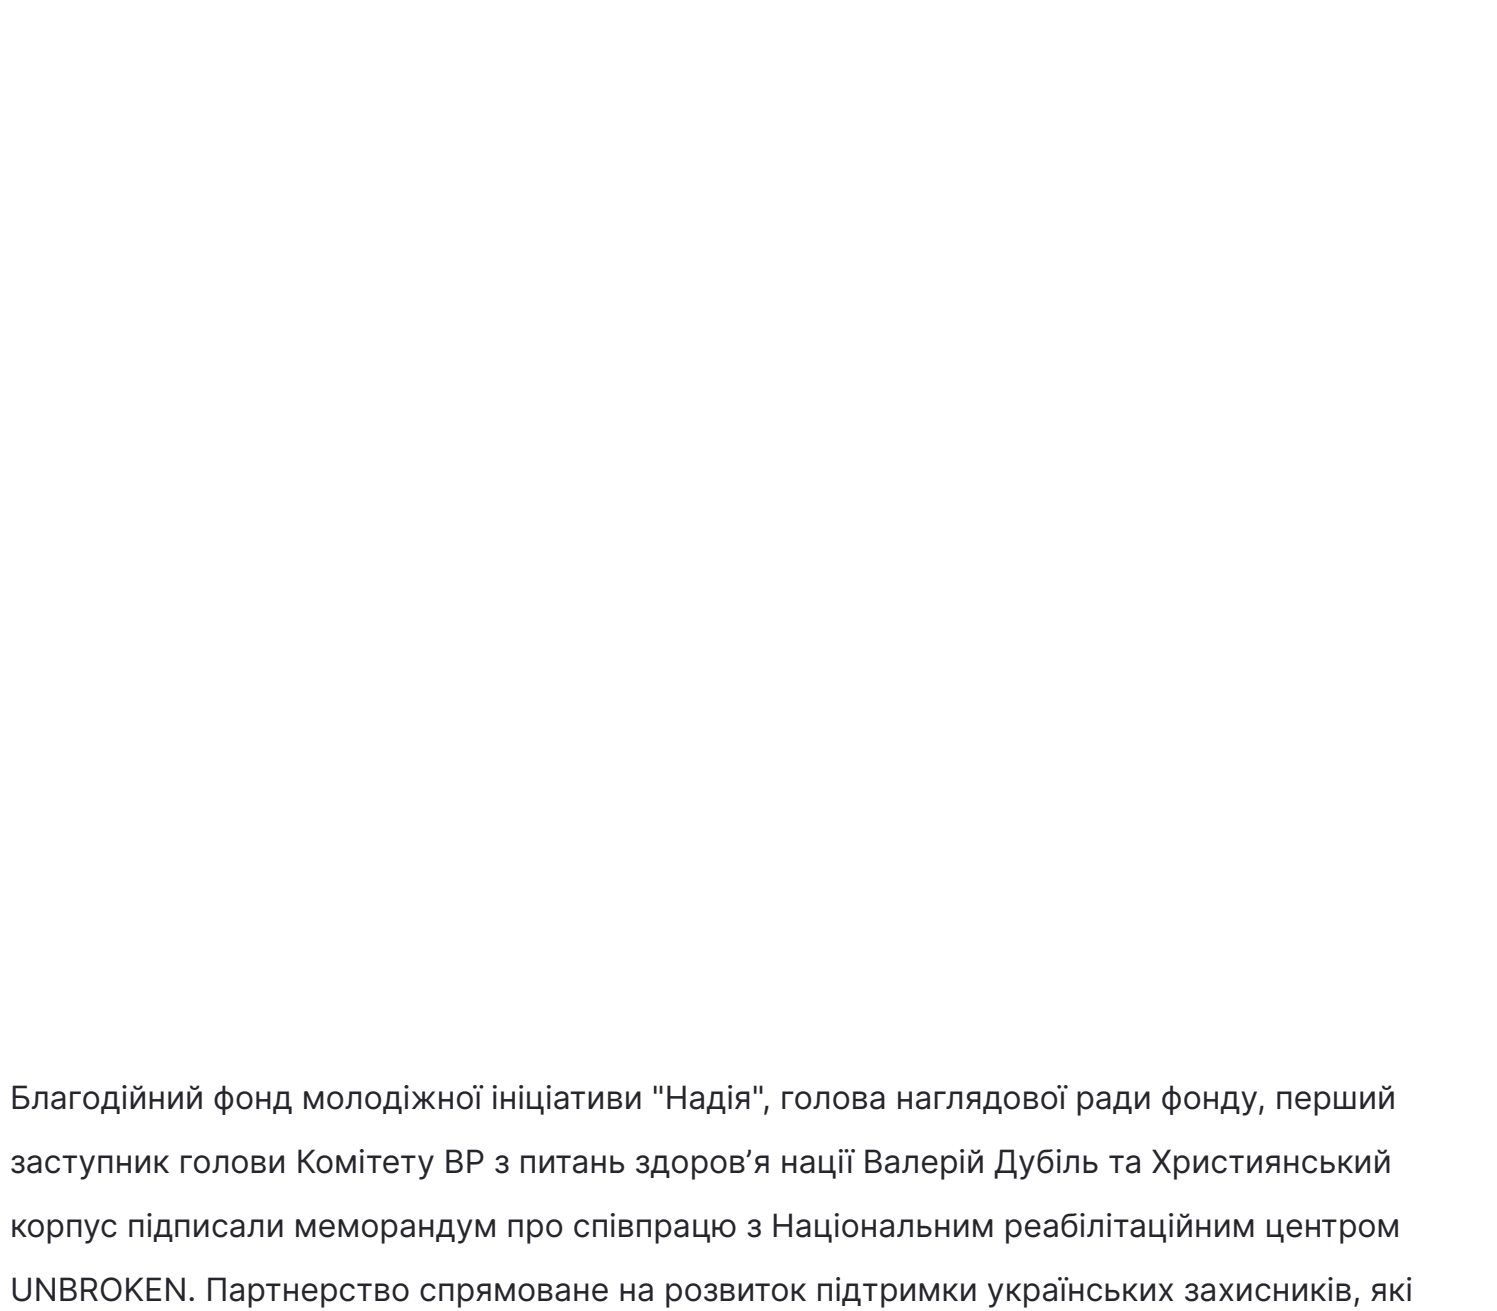 Благодійний фонд молодіжної ініціативи "Надія", голова наглядової ради фонду, перший
заступник голови Комітету ВР з питань здоров’я нації Валерій Дубіль та Християнський
корпус підписали меморандум про співпрацю з Національним реабілітаційним центром
UNBROKEN. Партнерство спрямоване на розвиток підтримки українських захисників, які